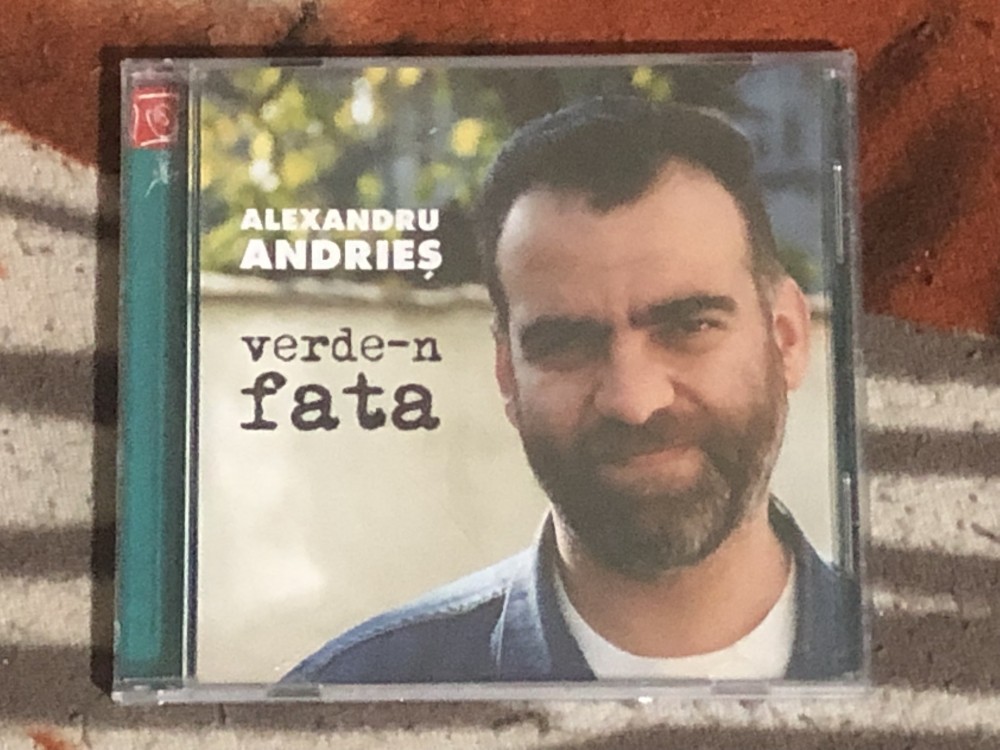 ALEXANDRU
ANDRIEȘ
verde-n
fata